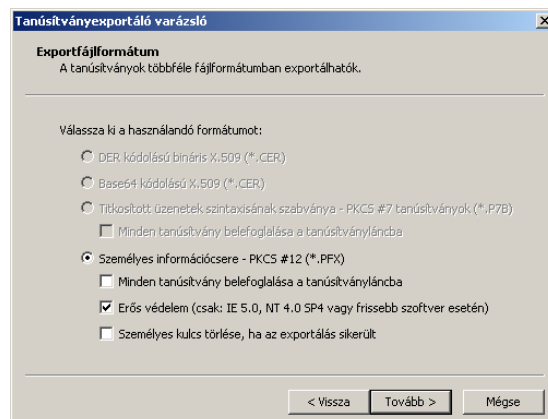 Tanúsítványexportáló varázsló
Exportfájlformátum
A tanúsítványok többféle fájlformátumban exportálhatók.
Válassza ki a használandó formátumot:
DER kódolású bináris X.509 (*.CER)
Base64 kódolású X.509 (*.CER)
Titkosított üzenetek szintaxisának szabványa - PKCS #7 tanúsítványok (*.P7B)
Minden tanúsítvány belefoglalása a tanúsítványláncba
Személyes információcsere - PKCS #12 (*.PFX)
Minden tanúsítvány belefoglalása a tanúsítványláncba
Erős védelem (csak: IE 5.0, NT 4.0 SP4 vagy frissebb szoftver esetén)
Személyes kulcs törlése, ha az exportálás sikerült
< Vissza Tovább > Mégse